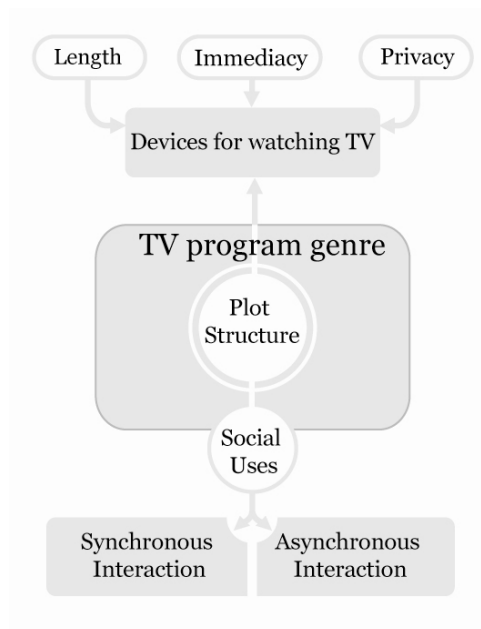 Length
Immediacy
Privacy
Devices for watching TV
TV program genre
Plot
Structure
Social
Uses
Synchronous
Interaction
Asynchronous
Interaction